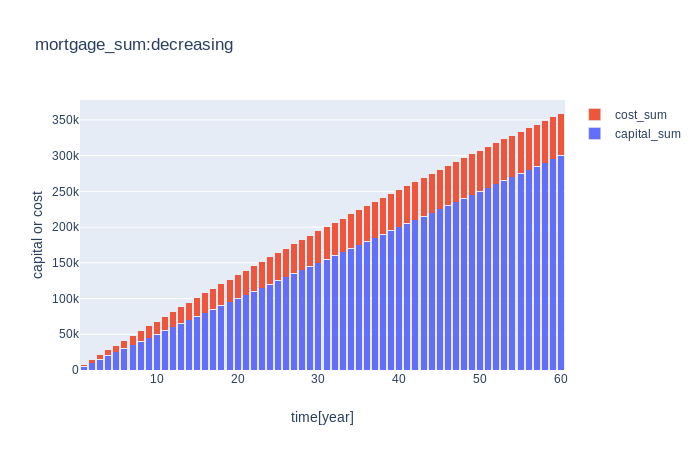 mortgage_sum:decreasing
cost_sum
capital_sum
350k
300k
250k
200k
150k
100k
50k
0
capital or cost
10 20 30 40 50 60
time[year]